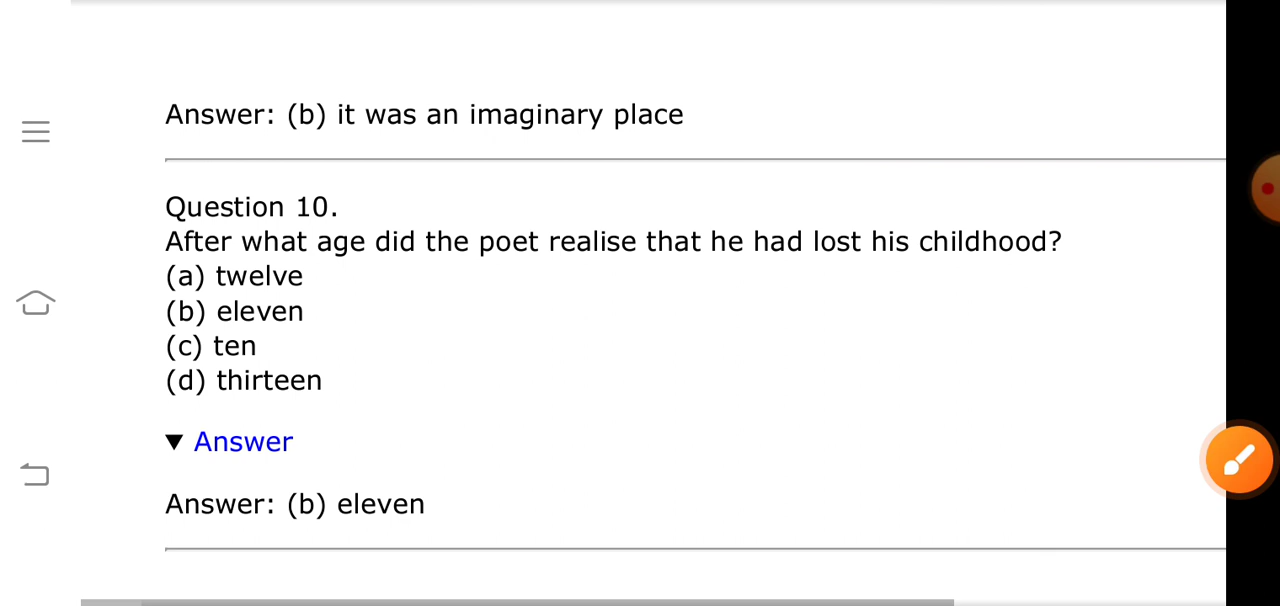 Answer: (b) it was an imaginary place
Question 10.
After what age did the poet realise that he had lost his childhood?
(a) twelve
(b) eleven
(c) ten
(d) thirteen
▼ Answer
Answer: (b) eleven